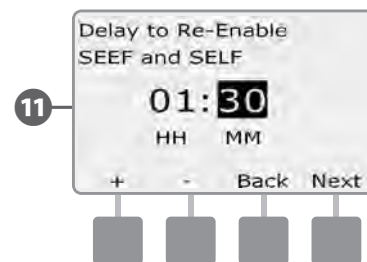 Delay to Re-Enable
SEEF and SELF
11
01:30
HH MM
+ - Back Next